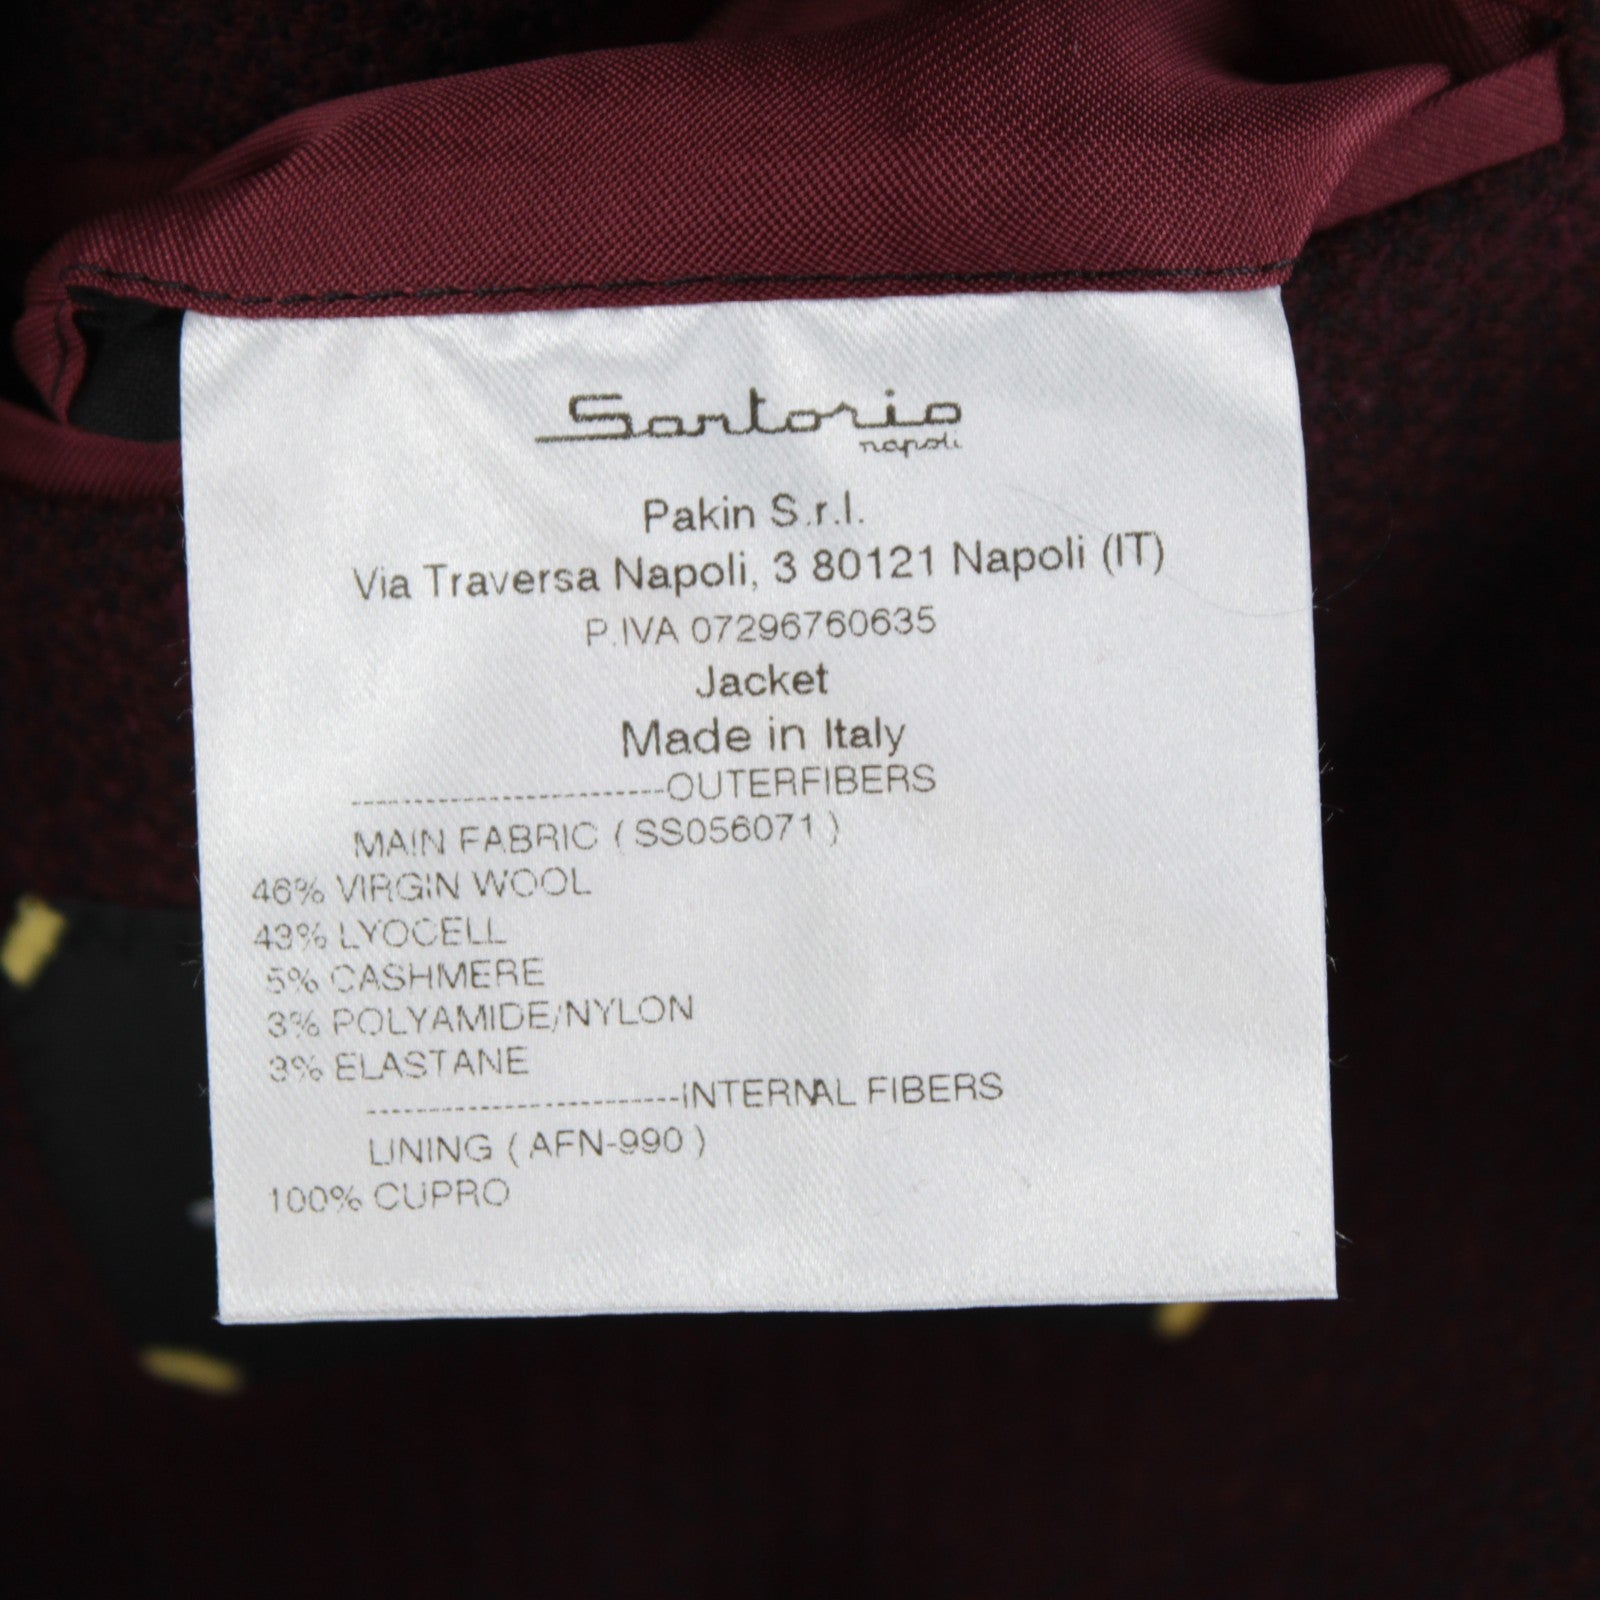 Sartorio
napoli
Pakin S.r.l.
Via Traversa Napoli, 3 80121 Napoli (IT)
P.IVA 07296760635
Jacket
Made in Italy
-------------------------OUTERFIBERS
MAIN FABRIC ( SS056071 )
46% VIRGIN WOOL
43% LYOCELL
5% CASHMERE
3% POLYAMIDE/NYLON
3% ELASTANE
-------------------------INTERNAL FIBERS
LINING ( AFN-990 )
100% CUPRO